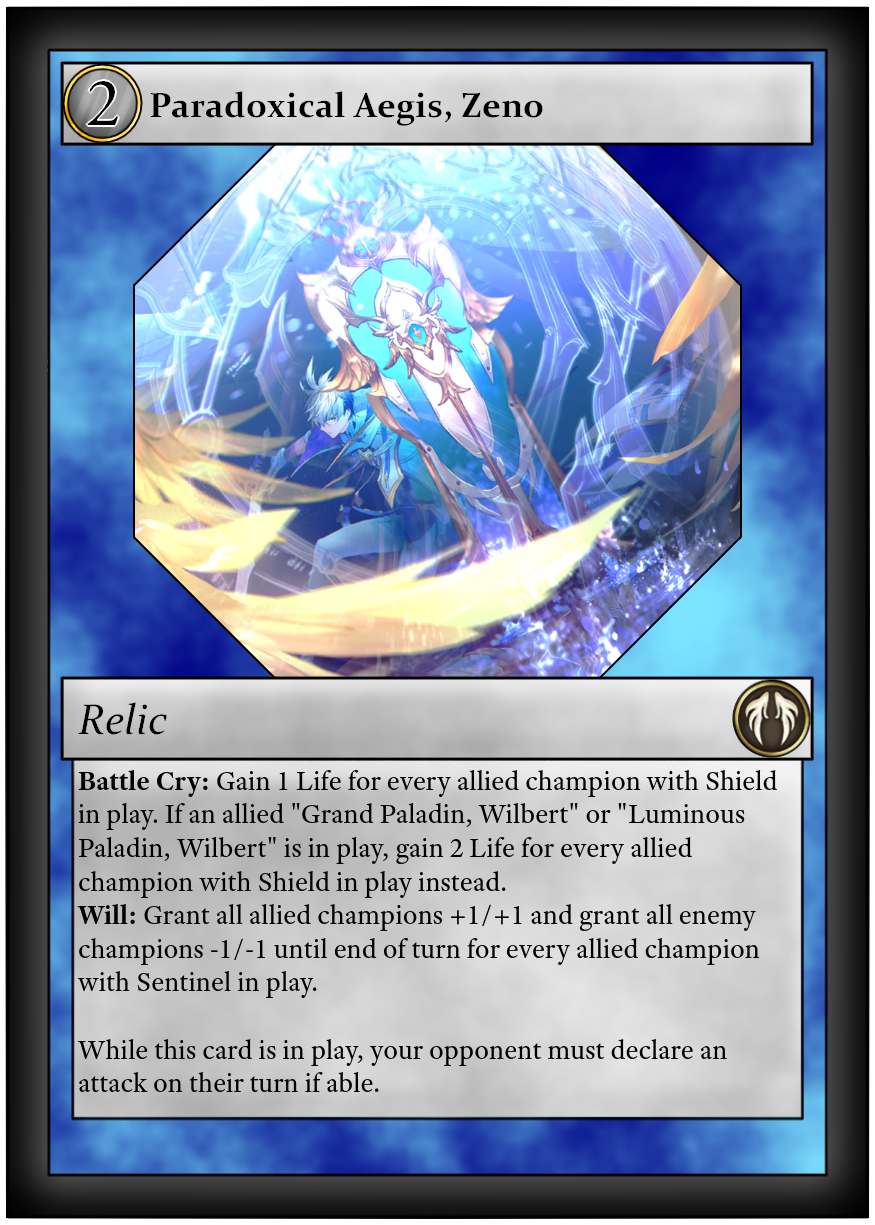 2
Paradoxical Aegis, Zeno
Relic
Battle Cry: Gain 1 Life for every allied champion with Shield
in play. If an allied "Grand Paladin, Wilbert" or "Luminous
Paladin, Wilbert" is in play, gain 2 Life for every allied
champion with Shield in play instead.
Will: Grant all allied champions +1/+1 and grant all enemy
champions -1/-1 until end of turn for every allied champion
with Sentinel in play.
While this card is in play, your opponent must declare an
attack on their turn if able.